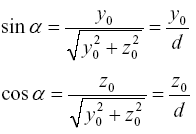 sin α = y₀ / √(y₀² + z₀²) = y₀ / d
cos α = z₀ / √(y₀² + z₀²) = z₀ / d